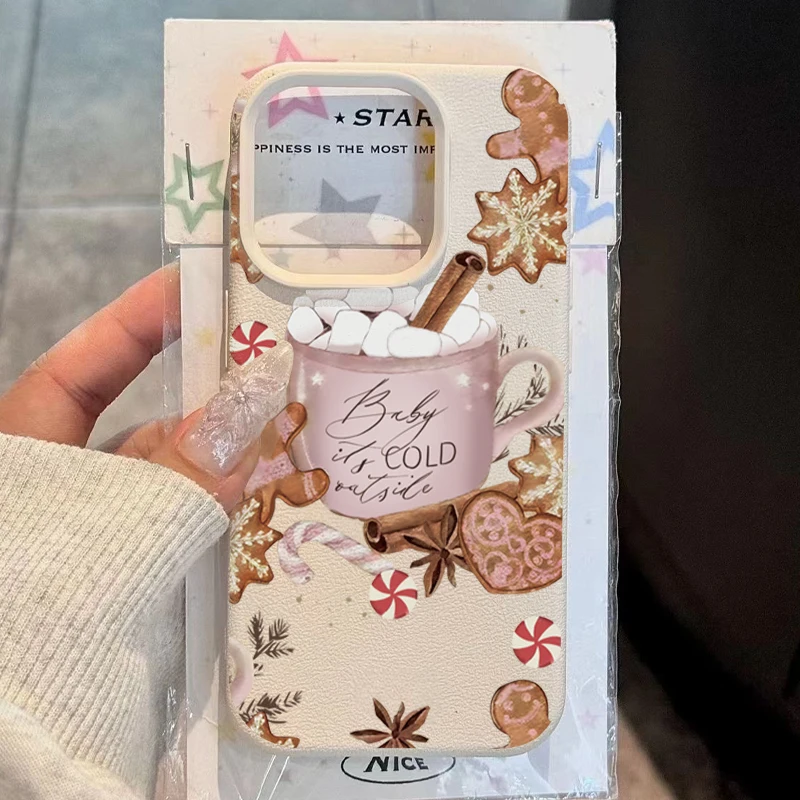 ★ STAR
PPINESS IS THE MOST IMP
Baby
it's COLD
outside
NICE